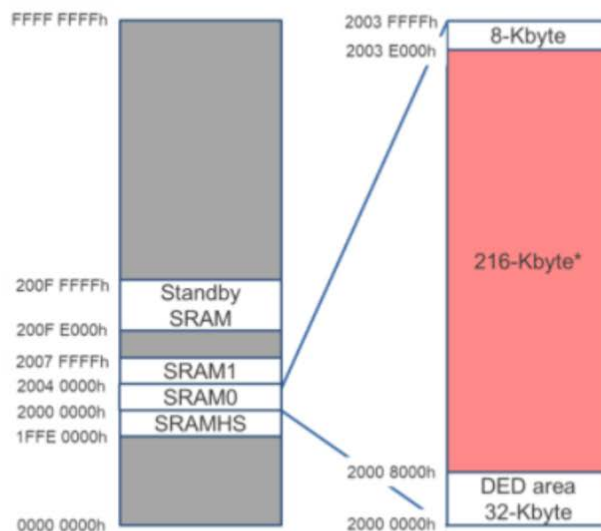 FFFF FFFFh
200F FFFFh
Standby
SRAM
200F E000h
2007 FFFFh
SRAM1
2004 0000h
SRAM0
2000 0000h
SRAMHS
1FFE 0000h
0000 0000h
2003 FFFFh
8-Kbyte
2003 E000h
216-Kbyte*
2000 8000h
DED area
32-Kbyte
2000 0000h